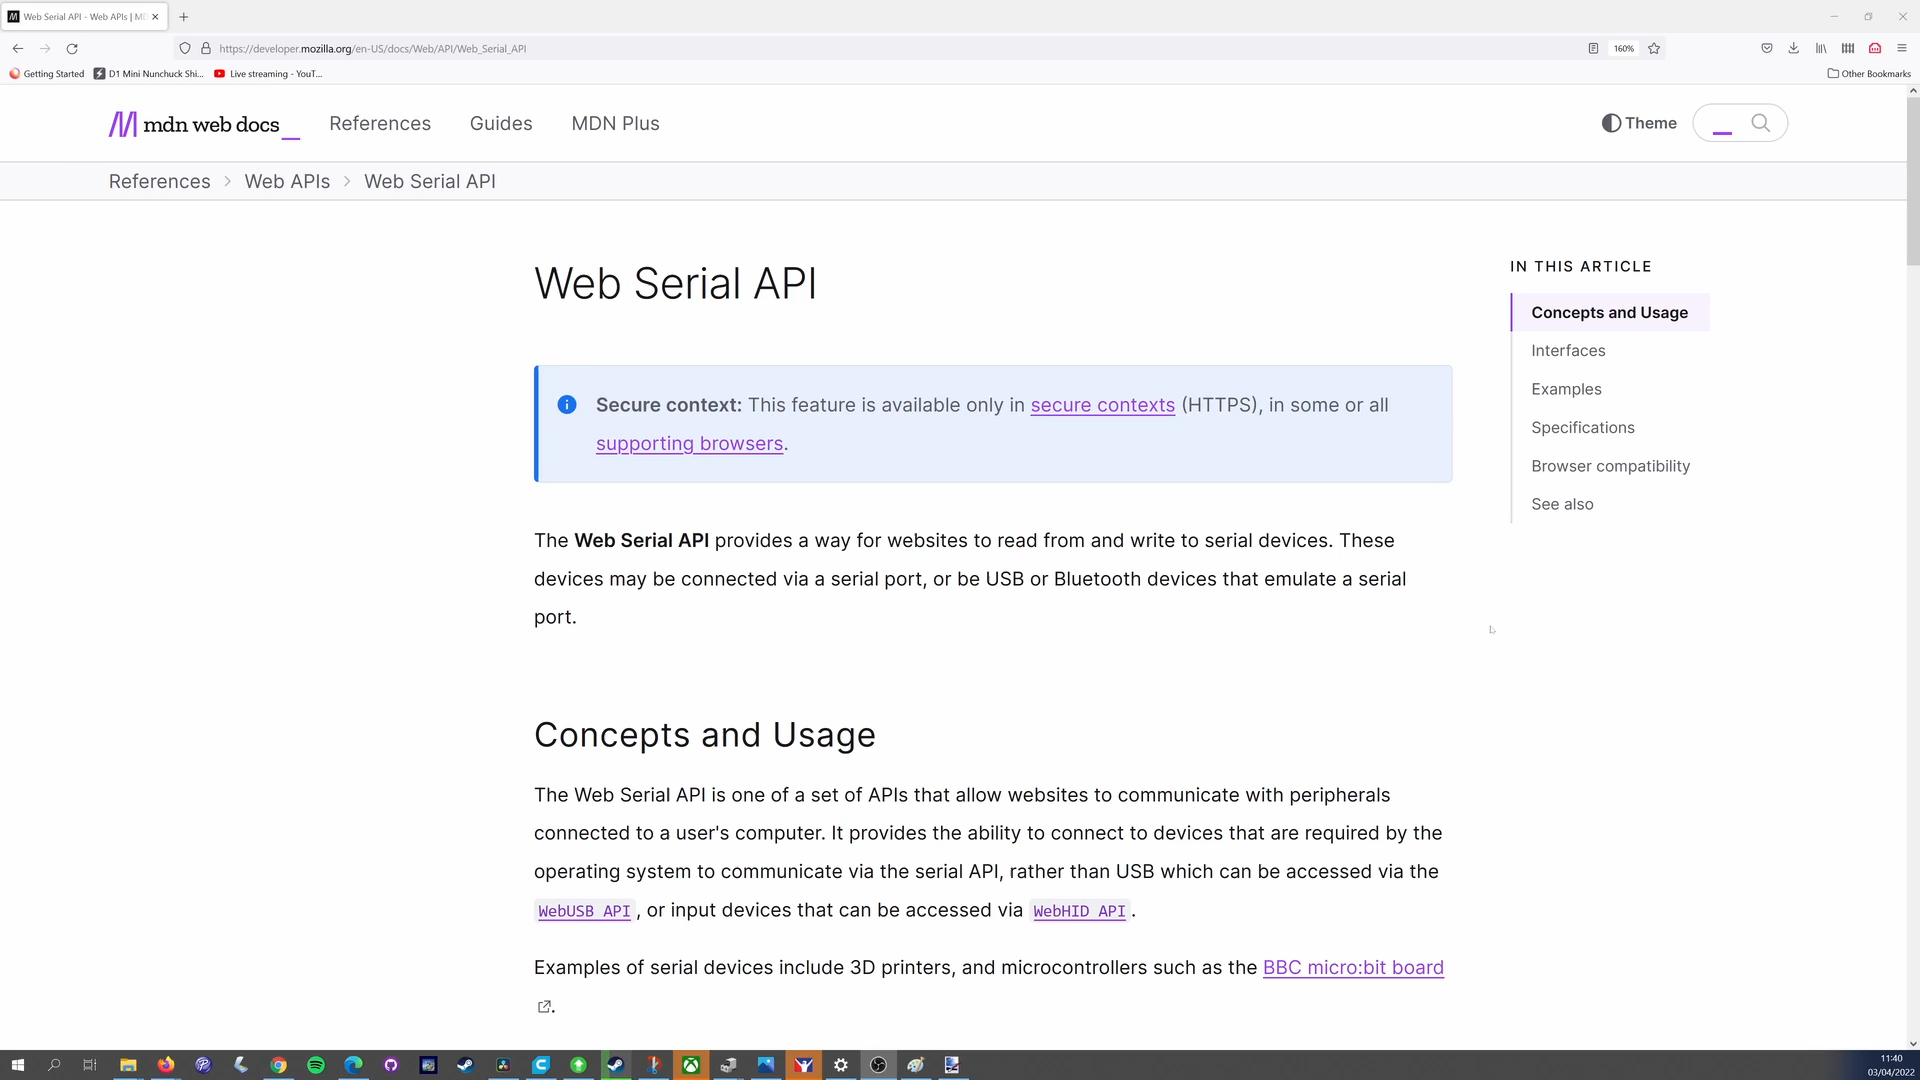 Web Serial API - Web APIs | M
https://developer.mozilla.org/en-US/docs/Web/API/Web_Serial_API
160%
Getting Started
D1 Mini Nunchuck Shi...
Live streaming - YouT...
Other Bookmarks
mdn web docs_
References
Guides
MDN Plus
Theme
References > Web APIs > Web Serial API
Web Serial API
Secure context: This feature is available only in secure contexts (HTTPS), in some or all
supporting browsers.
The Web Serial API provides a way for websites to read from and write to serial devices. These
devices may be connected via a serial port, or be USB or Bluetooth devices that emulate a serial
port.
Concepts and Usage
The Web Serial API is one of a set of APIs that allow websites to communicate with peripherals
connected to a user's computer. It provides the ability to connect to devices that are required by the
operating system to communicate via the serial API, rather than USB which can be accessed via the
WebUSB API, or input devices that can be accessed via WebHID API.
Examples of serial devices include 3D printers, and microcontrollers such as the BBC micro:bit board
.
IN THIS ARTICLE
Concepts and Usage
Interfaces
Examples
Specifications
Browser compatibility
See also
11:40
03/04/2022